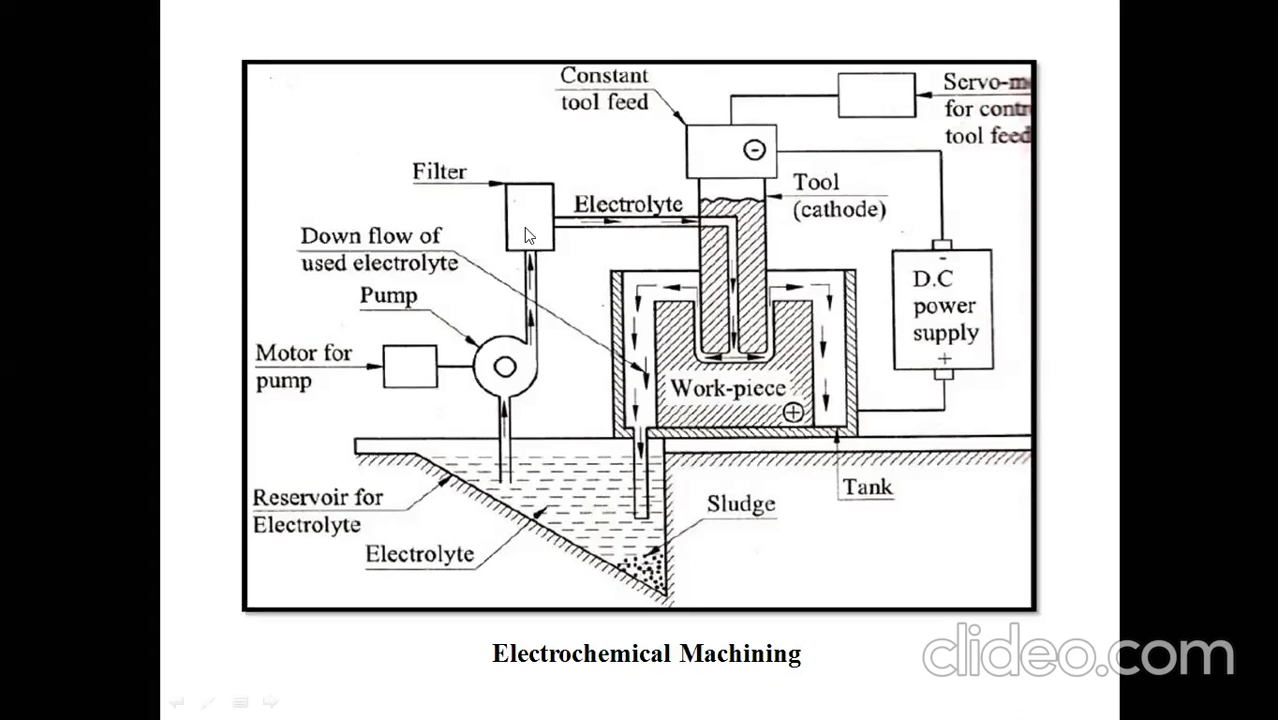 Constant
tool feed
Servo-m
for contr
tool feed
Filter
Electrolyte
Tool
(cathode)
Down flow of
used electrolyte
Pump
D.C
power
supply
Motor for
pump
Work-piece
Reservoir for
Electrolyte
Electrolyte
Sludge
Tank
Electrochemical Machining
clideo.com